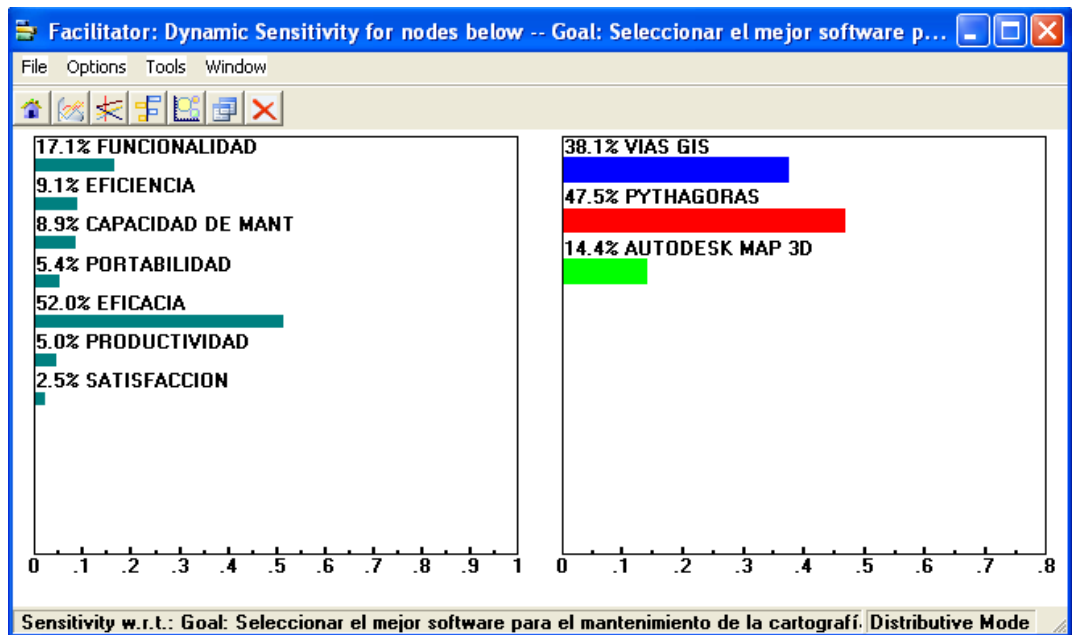 Facilitator: Dynamic Sensitivity for nodes below -- Goal: Seleccionar el mejor software p...
File Options Tools Window
17.1% FUNCIONALIDAD
9.1% EFICIENCIA
8.9% CAPACIDAD DE MANT
5.4% PORTABILIDAD
52.0% EFICACIA
5.0% PRODUCTIVIDAD
2.5% SATISFACCION
0 .1 .2 .3 .4 .5 .6 .7 .8 .9 1
38.1% VIAS GIS
47.5% PYTHAGORAS
14.4% AUTODESK MAP 3D
0 .1 .2 .3 .4 .5 .6 .7 .8
Sensitivity w.r.t.: Goal: Seleccionar el mejor software para el mantenimiento de la cartografí. Distributive Mode